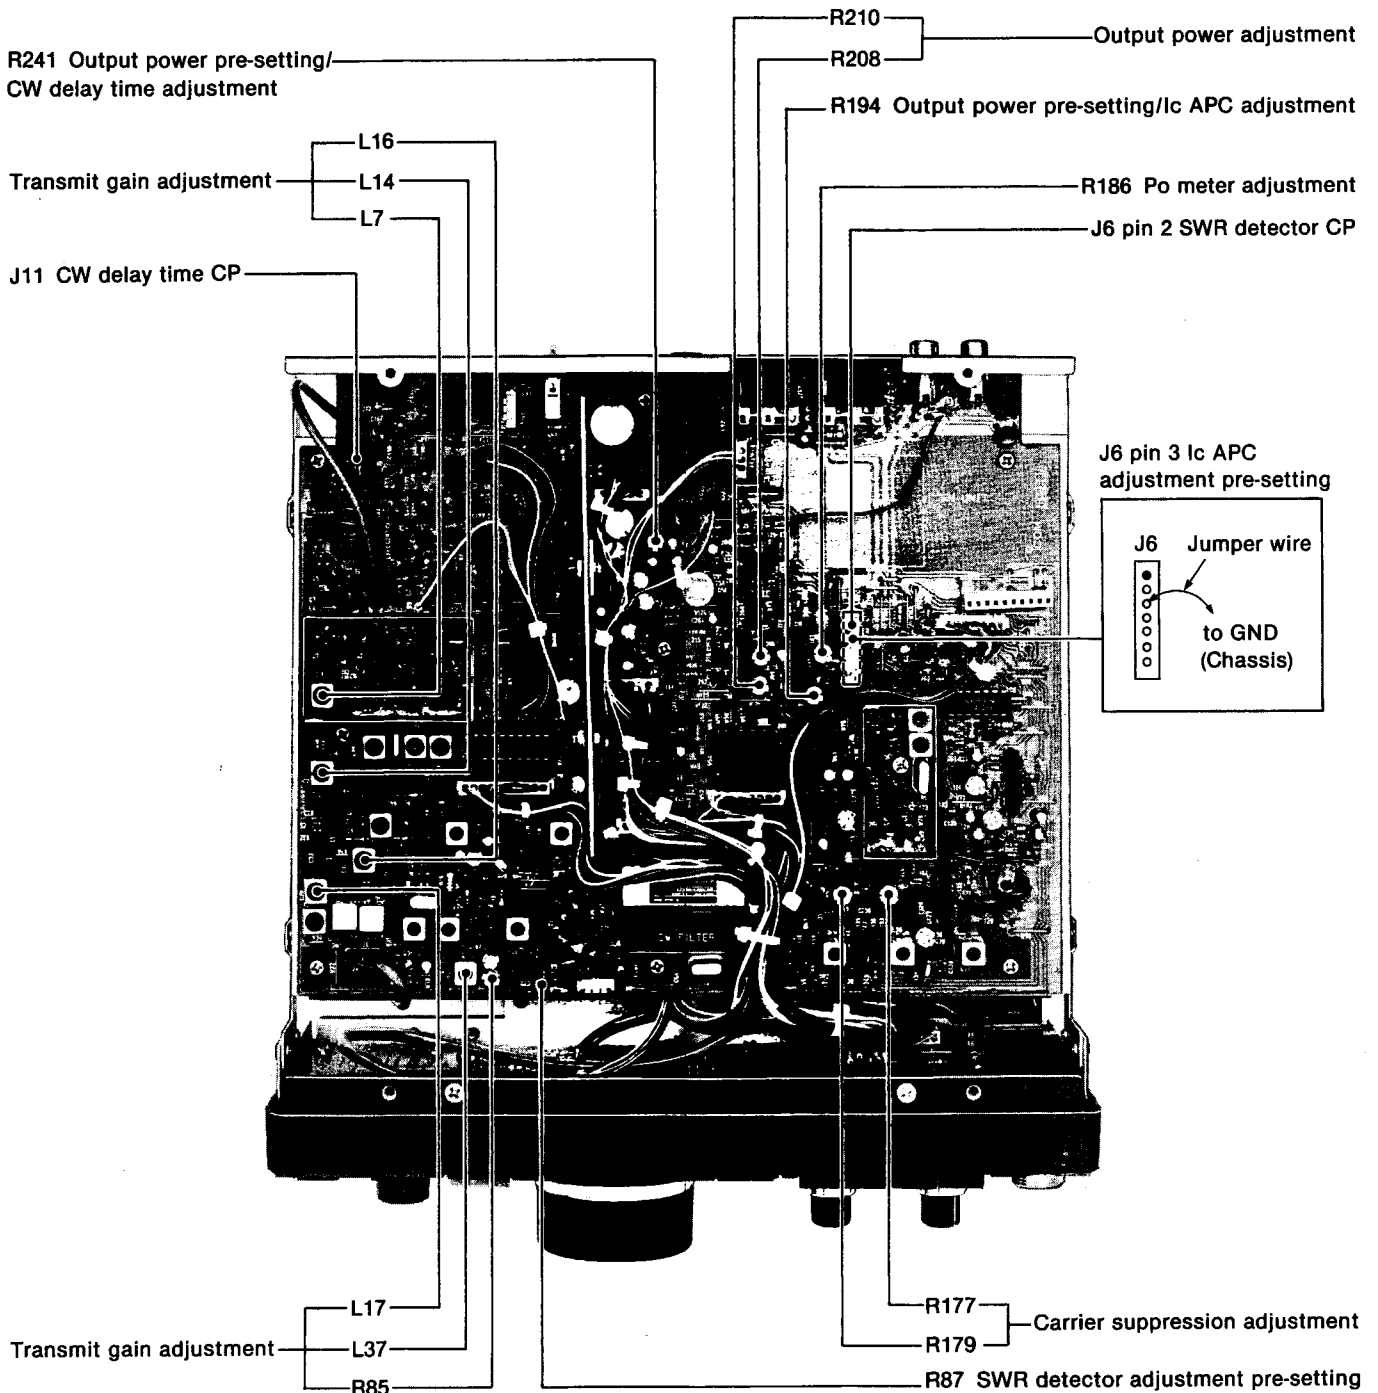 R210
Output power adjustment
R208
R241 Output power pre-setting/
CW delay time adjustment
R194 Output power pre-setting/Ic APC adjustment
L16
Transmit gain adjustment
L14
L7
R186 Po meter adjustment
J6 pin 2 SWR detector CP
J11 CW delay time CP
J6 pin 3 Ic APC
adjustment pre-setting
J6 Jumper wire
to GND
(Chassis)
FILTER
L17
Transmit gain adjustment
L37
R85
R177
Carrier suppression adjustment
R179
R87 SWR detector adjustment pre-setting